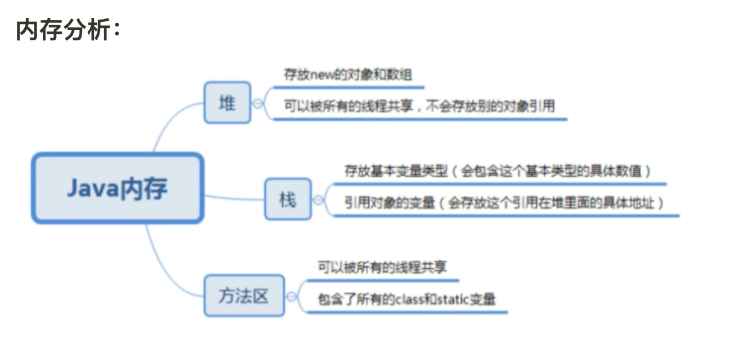 内存分析：
Java内存
堆
存放new的对象和数组
可以被所有的线程共享，不会存放别的对象引用
栈
存放基本变量类型（会包含这个基本类型的具体数值）
引用对象的变量（会存放这个引用在堆里面的具体地址）
方法区
可以被所有的线程共享
包含了所有的class和static变量